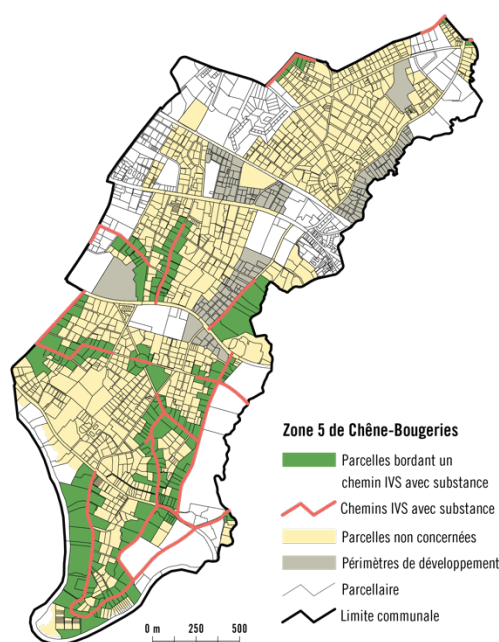 Zone 5 de Chêne-Bougeries
Parcelles bordant un
chemin IVS avec substance
Chemins IVS avec substance
Parcelles non concernées
Périmètres de développement
Parcellaire
Limite communale
0 m 250 500